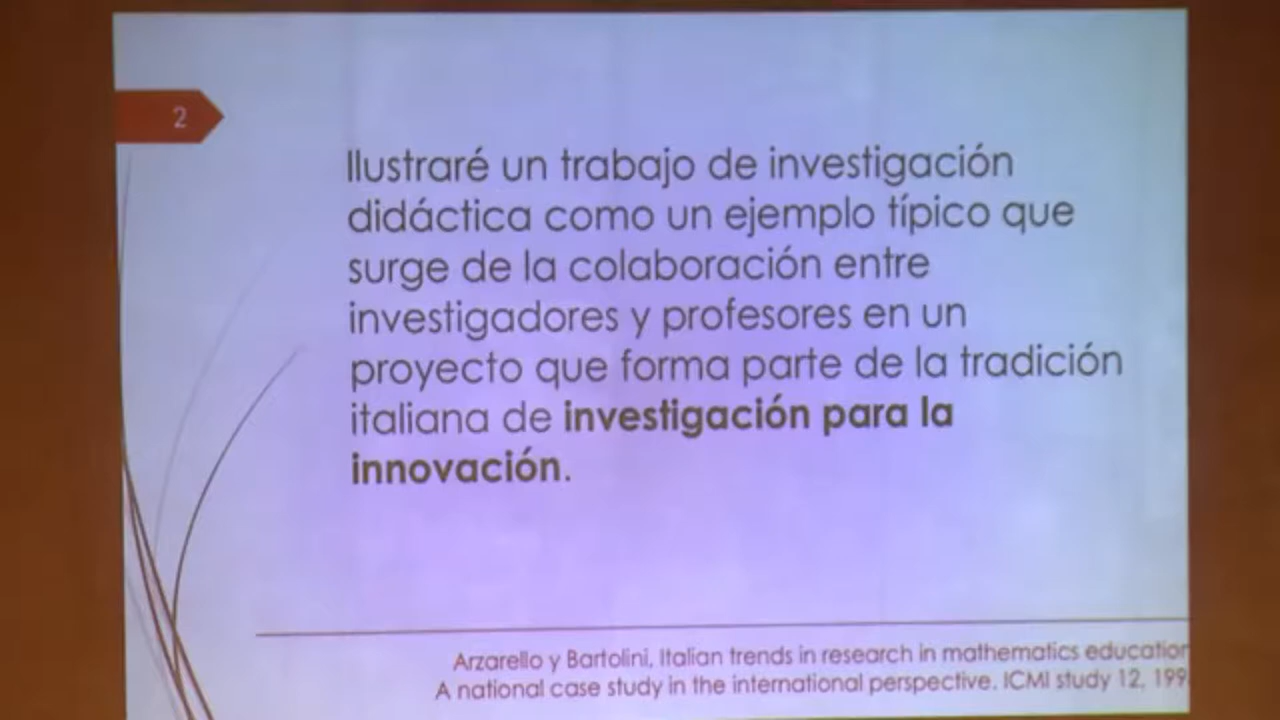 2
Ilustraré un trabajo de investigación
didáctica como un ejemplo típico que
surge de la colaboración entre
investigadores y profesores en un
proyecto que forma parte de la tradición
italiana de investigación para la
innovación.
Arzarello y Bartolini, Italian trends in research in mathematics education
A national case study in the international perspective. ICMI study 12, 199